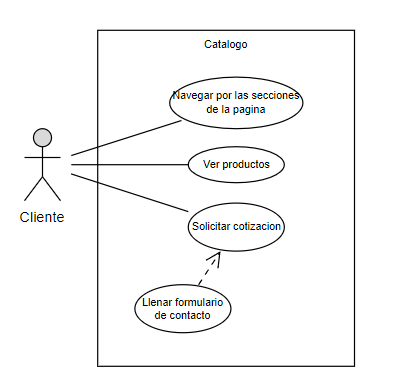 Catalogo
Navegar por las secciones
de la pagina
Ver productos
Cliente
Solicitar cotizacion
Llenar formulario
de contacto